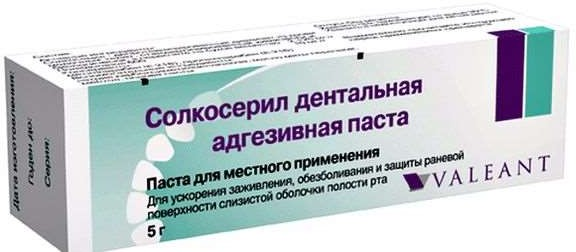 Солкосерил дентальная
адгезивная паста
Паста для местного применения
Для ускорения заживления, обезболивания и защиты раневой
поверхности слизистой оболочки полости рта
5 г
VALEANT
Дата изготовления:
Годен до:
Серия: